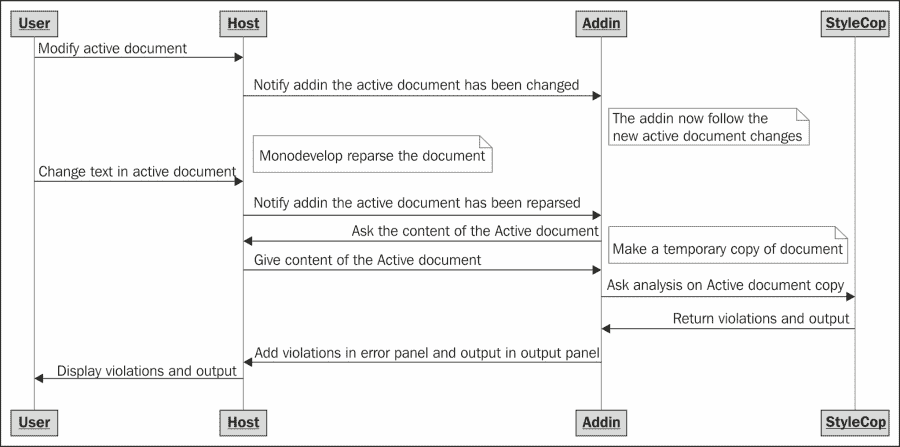 User Host Addin StyleCop
Modify active document
Notify addin the active document has been changed
The addin now follow the
new active document changes
Monodevelop reparse the document
Change text in active document
Notify addin the active document has been reparsed
Ask the content of the Active document
Make a temporary copy of document
Give content of the Active document
Ask analysis on Active document copy
Return violations and output
Add violations in error panel and output in output panel
Display violations and output
User Host Addin StyleCop